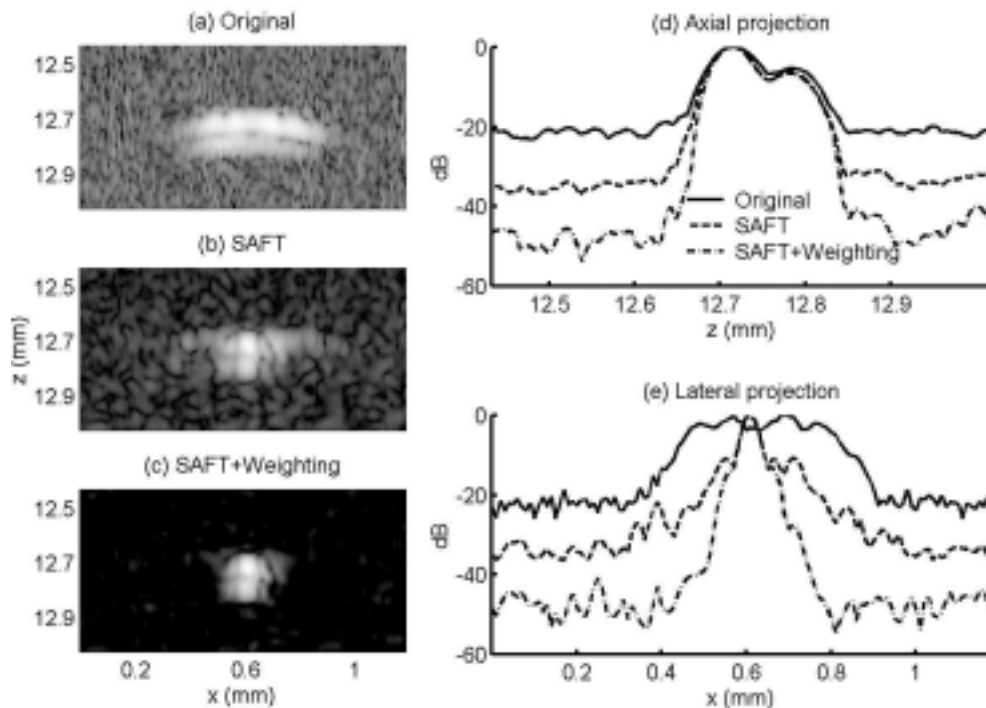 (a) Original
12.5
12.7
12.9
(b) SAFT
12.5
12.7
12.9
z (mm)
(c) SAFT+Weighting
12.5
12.7
12.9
0.2
0.6
1
x (mm)
(d) Axial projection
0
-20
-40
-60
dB
Original
SAFT
SAFT+Weighting
12.5
12.6
12.7
12.8
12.9
z (mm)
(e) Lateral projection
0
-20
-40
-60
dB
0.2
0.4
0.6
0.8
1
x (mm)